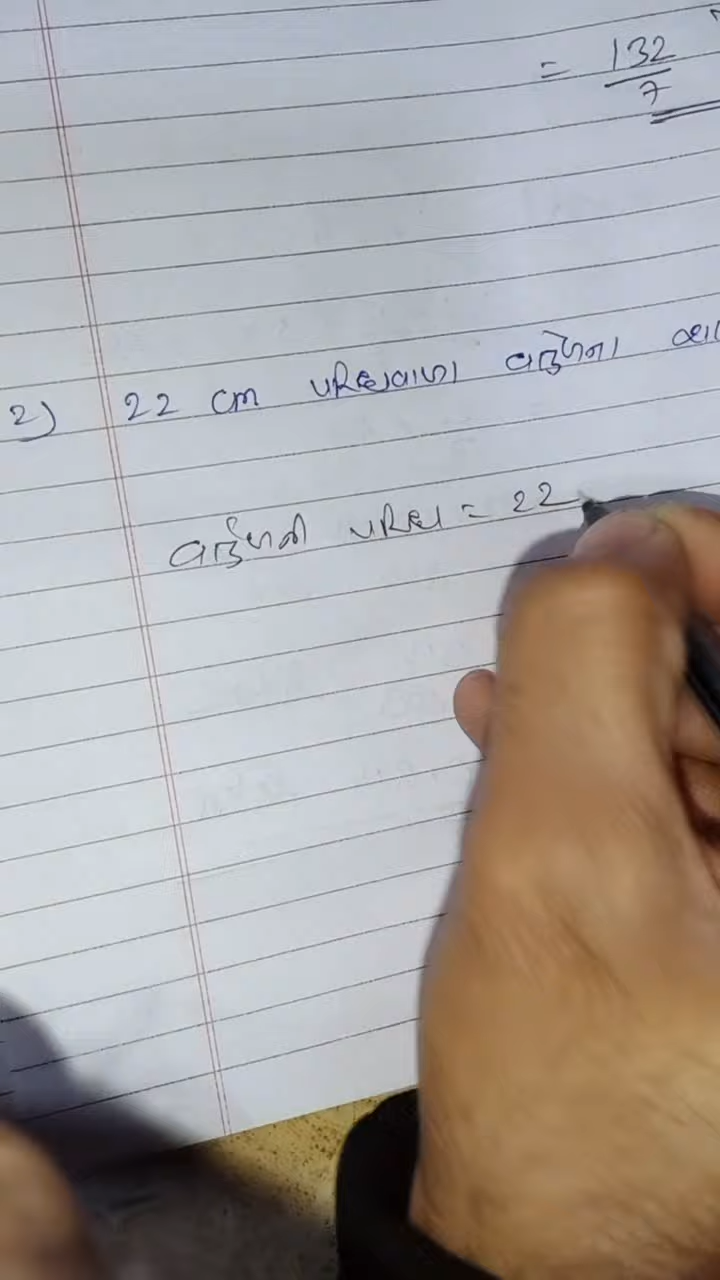 = 132/7
2) 22 cm પરિઘવાળા વર્તુળના
વર્તુળની પરિઘ = 22